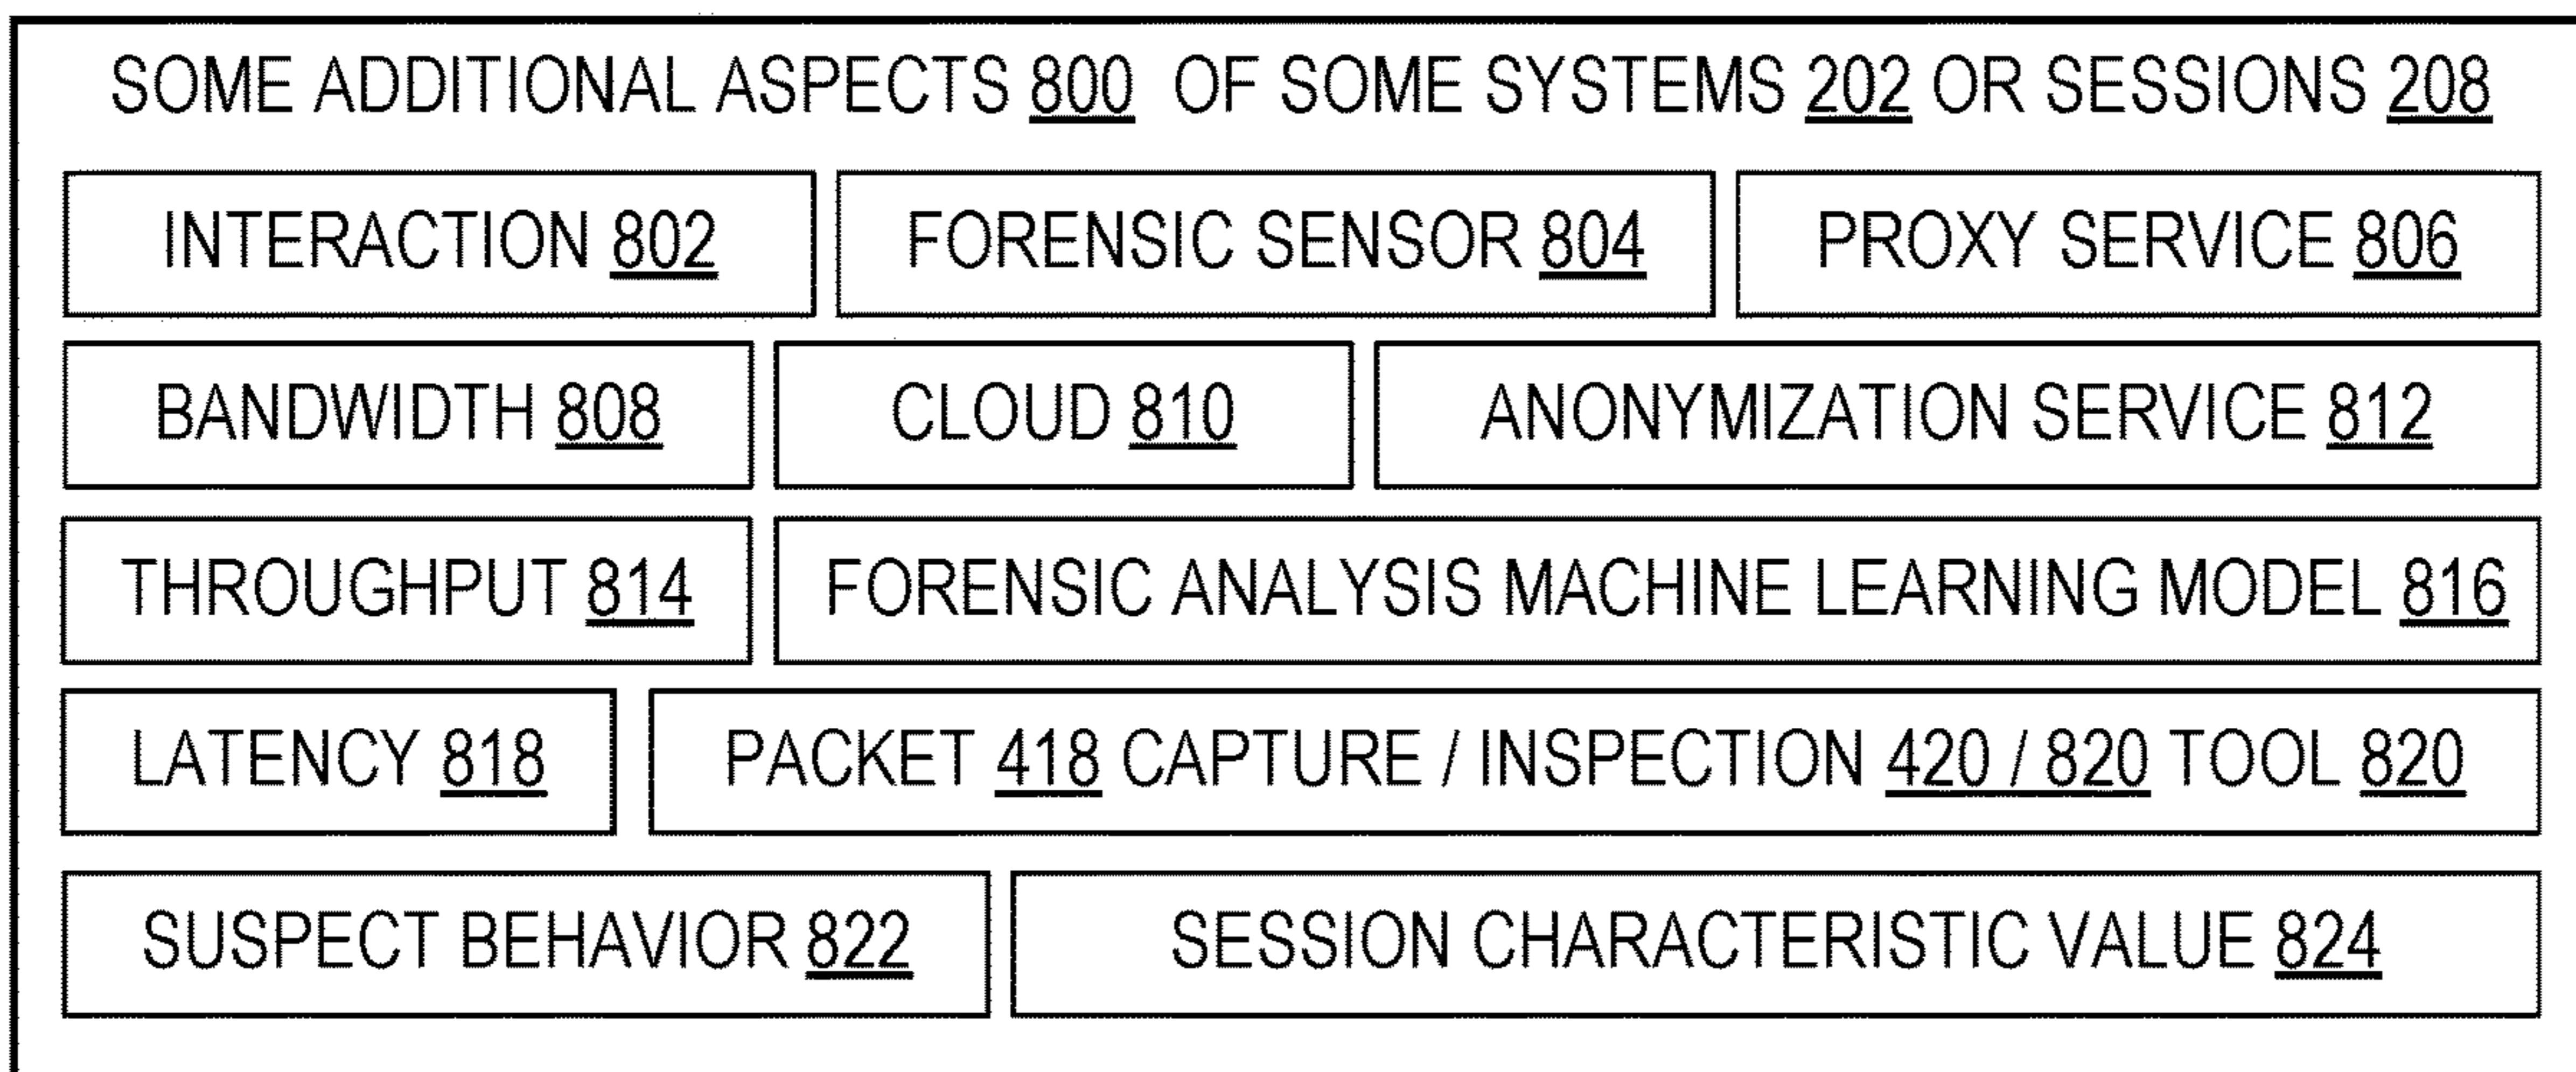 SOME ADDITIONAL ASPECTS 800 OF SOME SYSTEMS 202 OR SESSIONS 208
INTERACTION 802
FORENSIC SENSOR 804
PROXY SERVICE 806
BANDWIDTH 808
CLOUD 810
ANONYMIZATION SERVICE 812
THROUGHPUT 814
FORENSIC ANALYSIS MACHINE LEARNING MODEL 816
LATENCY 818
PACKET 418 CAPTURE / INSPECTION 420 / 820 TOOL 820
SUSPECT BEHAVIOR 822
SESSION CHARACTERISTIC VALUE 824